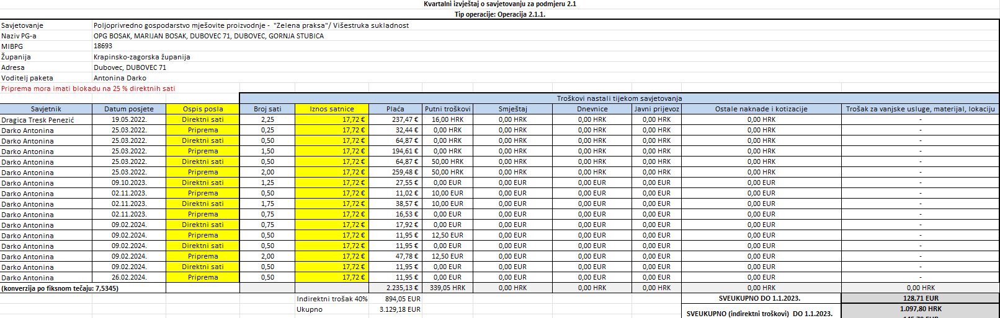 Kvartalni izvještaj o savjetovanju za podmjeru 2.1
Tip operacije: Operacija 2.1.1.
Savjetovanje Poljoprivredno gospodarstvo mješovite proizvodnje - "Zelena praksa"/ Višestruka sukladnost
Naziv PG-a OPG BOSAK, MARIJAN BOSAK, DUBOVEC 71, DUBOVEC, GORNJA STUBICA
MIBPG 18693
Županija Krapinsko-zagorska županija
Adresa Dubovec, DUBOVEC 71
Voditelj paketa Antonina Darko
Priprema mora imati blokadu na 25 % direktnih sati
Troškovi nastali tijekom savjetovanja
Savjetnik Datum posjete Ospis posla Broj sati Iznos satnice Plaća Putni troškovi Smještaj Dnevnice Javni prijevoz Ostale naknade i kotizacije Trošak za vanjske usluge, materijal, lokaciju
Dragica Tresk Penezić 19.05.2022. Direktni sati 2,25 17,72 € 237,47 € 16,00 HRK 0,00 HRK 0,00 HRK 0,00 HRK 0,00 HRK -
Darko Antonina 25.03.2022. Priprema 0,25 17,72 € 32,44 € 0,00 HRK 0,00 HRK 0,00 HRK 0,00 HRK 0,00 HRK -
Darko Antonina 25.03.2022. Direktni sati 0,50 17,72 € 64,87 € 0,00 HRK 0,00 HRK 0,00 HRK 0,00 HRK 0,00 HRK -
Darko Antonina 25.03.2022. Priprema 1,50 17,72 € 194,61 € 0,00 HRK 0,00 HRK 0,00 HRK 0,00 HRK 0,00 HRK -
Darko Antonina 25.03.2022. Direktni sati 0,50 17,72 € 64,87 € 50,00 HRK 0,00 HRK 0,00 HRK 0,00 HRK 0,00 HRK -
Darko Antonina 25.03.2022. Priprema 2,00 17,72 € 259,48 € 50,00 HRK 0,00 HRK 0,00 HRK 0,00 HRK 0,00 HRK -
Darko Antonina 09.10.2023. Direktni sati 1,25 17,72 € 27,55 € 0,00 EUR 0,00 EUR 0,00 EUR 0,00 EUR 0,00 EUR -
Darko Antonina 02.11.2023. Priprema 0,50 17,72 € 11,02 € 10,00 EUR 0,00 EUR 0,00 EUR 0,00 EUR 0,00 EUR -
Darko Antonina 02.11.2023. Direktni sati 1,75 17,72 € 38,57 € 10,00 EUR 0,00 EUR 0,00 EUR 0,00 EUR 0,00 EUR -
Darko Antonina 02.11.2023. Priprema 0,75 17,72 € 16,53 € 0,00 EUR 0,00 EUR 0,00 EUR 0,00 EUR 0,00 EUR -
Darko Antonina 09.02.2024. Direktni sati 0,75 17,72 € 17,92 € 0,00 EUR 0,00 EUR 0,00 EUR 0,00 EUR 0,00 EUR -
Darko Antonina 09.02.2024. Priprema 0,50 17,72 € 11,95 € 12,50 EUR 0,00 EUR 0,00 EUR 0,00 EUR 0,00 EUR -
Darko Antonina 09.02.2024. Direktni sati 0,50 17,72 € 11,95 € 0,00 EUR 0,00 EUR 0,00 EUR 0,00 EUR 0,00 EUR -
Darko Antonina 09.02.2024. Priprema 2,00 17,72 € 47,78 € 12,50 EUR 0,00 EUR 0,00 EUR 0,00 EUR 0,00 EUR -
Darko Antonina 09.02.2024. Direktni sati 0,50 17,72 € 11,95 € 0,00 EUR 0,00 EUR 0,00 EUR 0,00 EUR 0,00 EUR -
Darko Antonina 26.02.2024. Priprema 0,50 17,72 € 11,95 € 0,00 EUR 0,00 EUR 0,00 EUR 0,00 EUR 0,00 EUR -
(konverzija po fiksnom tečaju: 7,5345) 2.235,13 € 339,05 HRK 0,00 HRK 0,00 HRK 0,00 HRK 0,00 HRK 0,00 HRK
Indirektni trošak 40% 894,05 EUR SVEUKUPNO DO 1.1.2023. 128,71 EUR
Ukupno 3.129,18 EUR 1.097,80 HRK
SVEUKUPNO (indirektni troškovi) DO 1.1.2023.